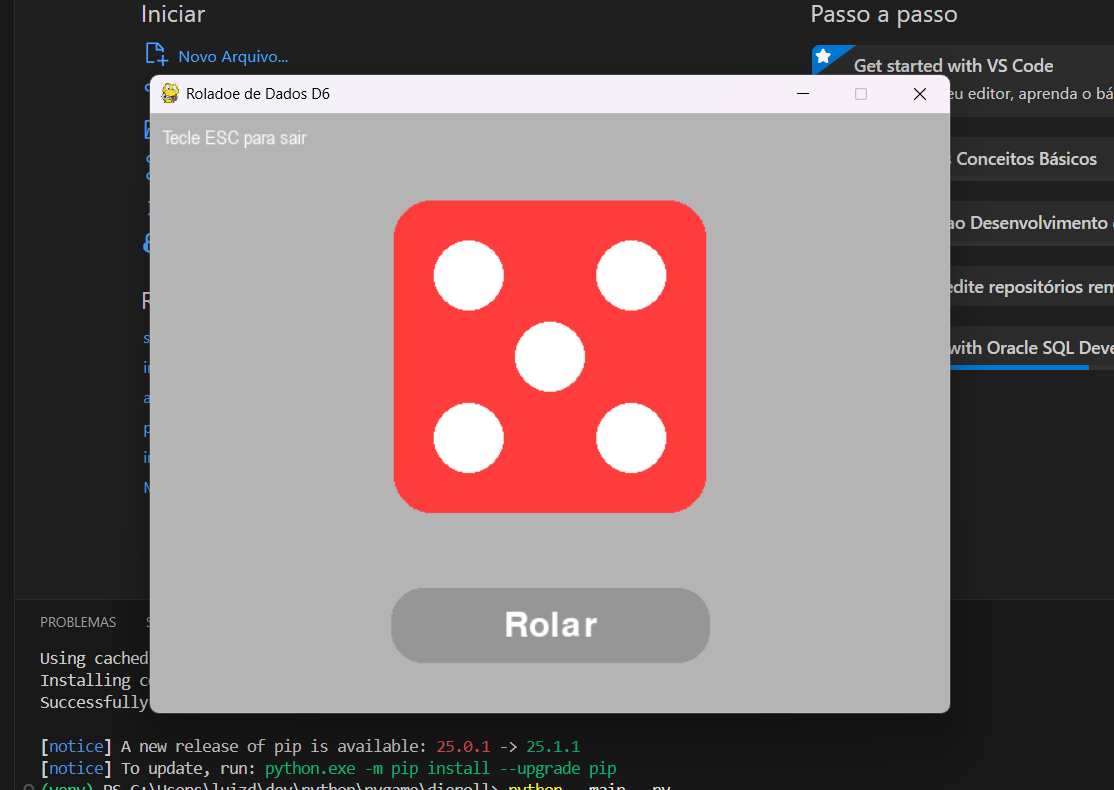 Iniciar
Passo a passo
Novo Arquivo...
Get started with VS Code
Roladoe de Dados D6
eu editor, aprenda o bá
Tecle ESC para sair
Conceitos Básicos
ao Desenvolvimento
edite repositórios rem
with Oracle SQL Deve
Rolar
PROBLEMAS
Using cached
Installing
Successfully
[notice] A new release of pip is available: 25.0.1 -> 25.1.1
[notice] To update, run: python.exe -m pip install --upgrade pip